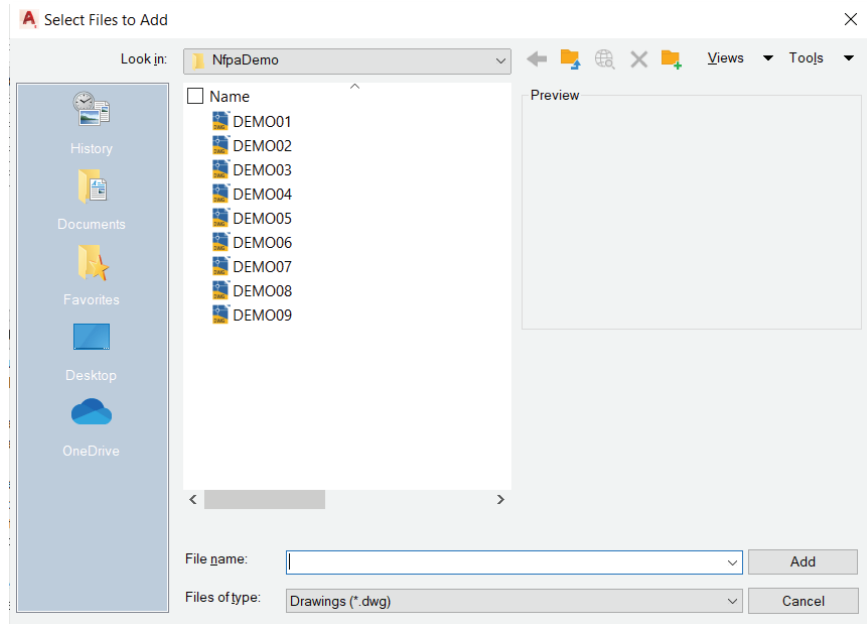 Select Files to Add
Look in: NfpaDemo Views Tools
Name
Preview
DEMO01
DEMO02
DEMO03
DEMO04
DEMO05
DEMO06
DEMO07
DEMO08
DEMO09
History
Documents
Favorites
Desktop
OneDrive
File name: Add
Files of type: Drawings (*.dwg) Cancel